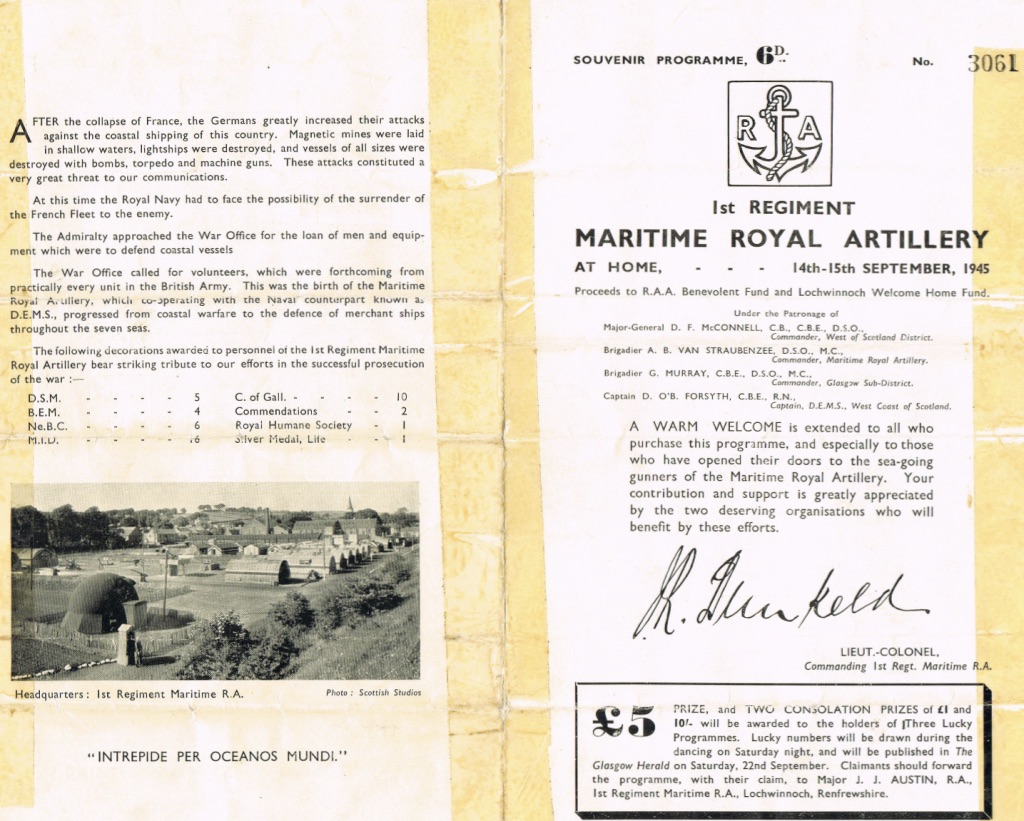 AFTER the collapse of France, the Germans greatly increased their attacks
against the coastal shipping of this country. Magnetic mines were laid
in shallow waters, lightships were destroyed, and vessels of all sizes were
destroyed with bombs, torpedo and machine guns. These attacks constituted a
very great threat to our communications.
At this time the Royal Navy had to face the possibility of the surrender of
the French Fleet to the enemy.
The Admiralty approached the War Office for the loan of men and equip-
ment which were to defend coastal vessels
The War Office called for volunteers, which were forthcoming from
practically every unit in the British Army. This was the birth of the Maritime
Royal Artillery, which co-operating with the Naval counterpart known as
D.E.M.S., progressed from coastal warfare to the defence of merchant ships
throughout the seven seas.
The following decorations awarded to personnel of the 1st Regiment Maritime
Royal Artillery bear striking tribute to our efforts in the successful prosecution
of the war :—
D.S.M. - - - - 5 C. of Gall. - - - - 10
B.E.M. - - - - 4 Commendations - - 2
Ne.B.C. - - - - 6 Royal Humane Society - 1
M.I.D. - - - - 6 Silver Medal, Life - - 1
Headquarters : 1st Regiment Maritime R.A. Photo : Scottish Studios
"INTREPIDE PER OCEANOS MUNDI."
SOUVENIR PROGRAMME, 6D. No. 3061
R A
1st REGIMENT
MARITIME ROYAL ARTILLERY
AT HOME, - - - 14th-15th SEPTEMBER, 1945
Proceeds to R.A.A. Benevolent Fund and Lochwinnoch Welcome Home Fund.
Under the Patronage of
Major-General D. F. McCONNELL, C.B., C.B.E., D.S.O.,
Commander, West of Scotland District.
Brigadier A. B. VAN STRAUBENZEE, D.S.O., M.C.,
Commander, Maritime Royal Artillery.
Brigadier G. MURRAY, C.B.E., D.S.O., M.C.,
Commander, Glasgow Sub-District.
Captain D. O'B. FORSYTH, C.B.E., R.N.,
Captain, D.E.M.S., West Coast of Scotland.
A WARM WELCOME is extended to all who
purchase this programme, and especially to those
who have opened their doors to the sea-going
gunners of the Maritime Royal Artillery. Your
contribution and support is greatly appreciated
by the two deserving organisations who will
benefit by these efforts.
LIEUT.-COLONEL,
Commanding 1st Regt. Maritime R.A.
£5 PRIZE, and TWO CONSOLATION PRIZES of £1 and
10/- will be awarded to the holders of Three Lucky
Programmes. Lucky numbers will be drawn during the
dancing on Saturday night, and will be published in The
Glasgow Herald on Saturday, 22nd September. Claimants should forward
the programme, with their claim, to Major J. J. AUSTIN, R.A.,
1st Regiment Maritime R.A., Lochwinnoch, Renfrewshire.